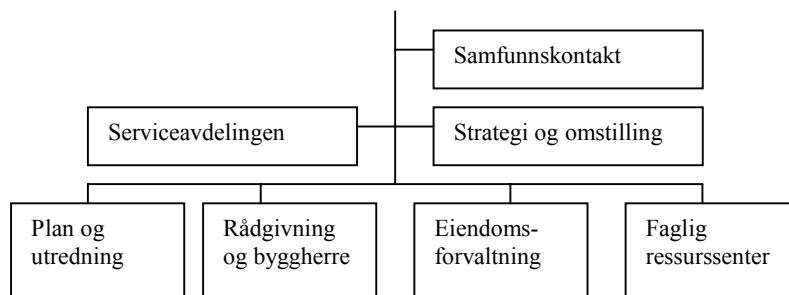 Samfunnskontakt
Serviceavdelingen
Strategi og omstilling
Plan og
utredning
Rådgivning
og byggherre
Eiendoms-
forvaltning
Faglig
ressurssenter